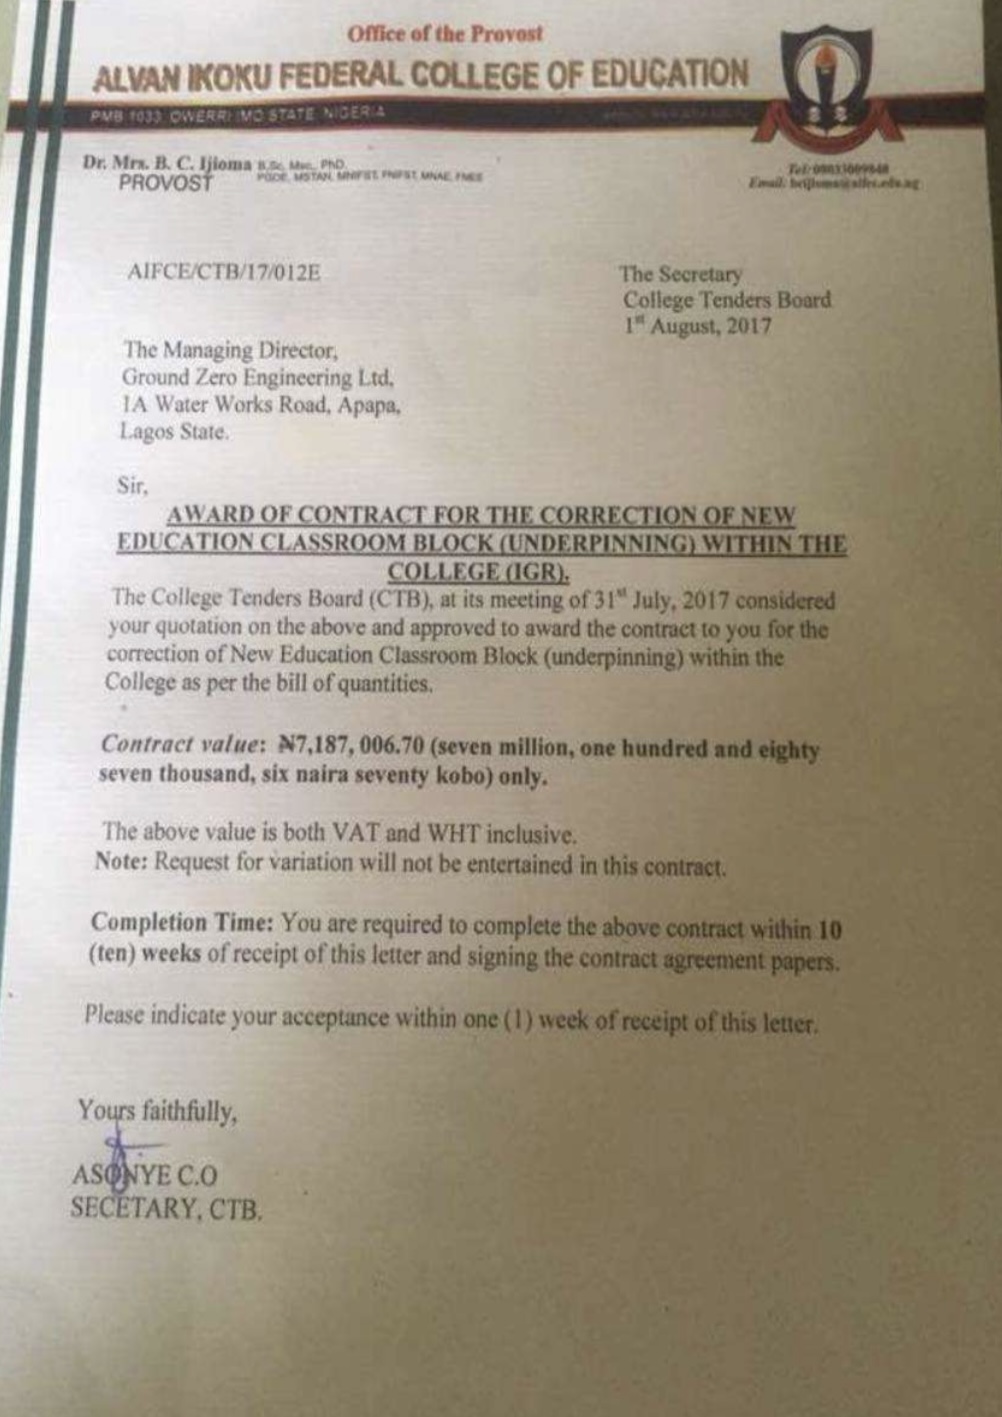 Office of the Provost
ALVAN IKOKU FEDERAL COLLEGE OF EDUCATION
PMB 1033 OWERRI IMO STATE NIGERIA
Dr. Mrs. B. C. Ijioma B.Sc, Msc., PhD.
PGDE, MSTAN, MNIFST, FNIFST, MNAE, FMES
PROVOST
Email:
AIFCE/CTB/17/012E
The Secretary
College Tenders Board
1st August, 2017
The Managing Director,
Ground Zero Engineering Ltd,
1A Water Works Road, Apapa,
Lagos State.
Sir,
AWARD OF CONTRACT FOR THE CORRECTION OF NEW
EDUCATION CLASSROOM BLOCK (UNDERPINNING) WITHIN THE
COLLEGE (IGR).
The College Tenders Board (CTB), at its meeting of 31st July, 2017 considered
your quotation on the above and approved to award the contract to you for the
correction of New Education Classroom Block (underpinning) within the
College as per the bill of quantities.
Contract value: ₦7,187, 006.70 (seven million, one hundred and eighty
seven thousand, six naira seventy kobo) only.
The above value is both VAT and WHT inclusive.
Note: Request for variation will not be entertained in this contract.
Completion Time: You are required to complete the above contract within 10
(ten) weeks of receipt of this letter and signing the contract agreement papers.
Please indicate your acceptance within one (1) week of receipt of this letter.
Yours faithfully,
ASONYE C.O
SECETARY, CTB.